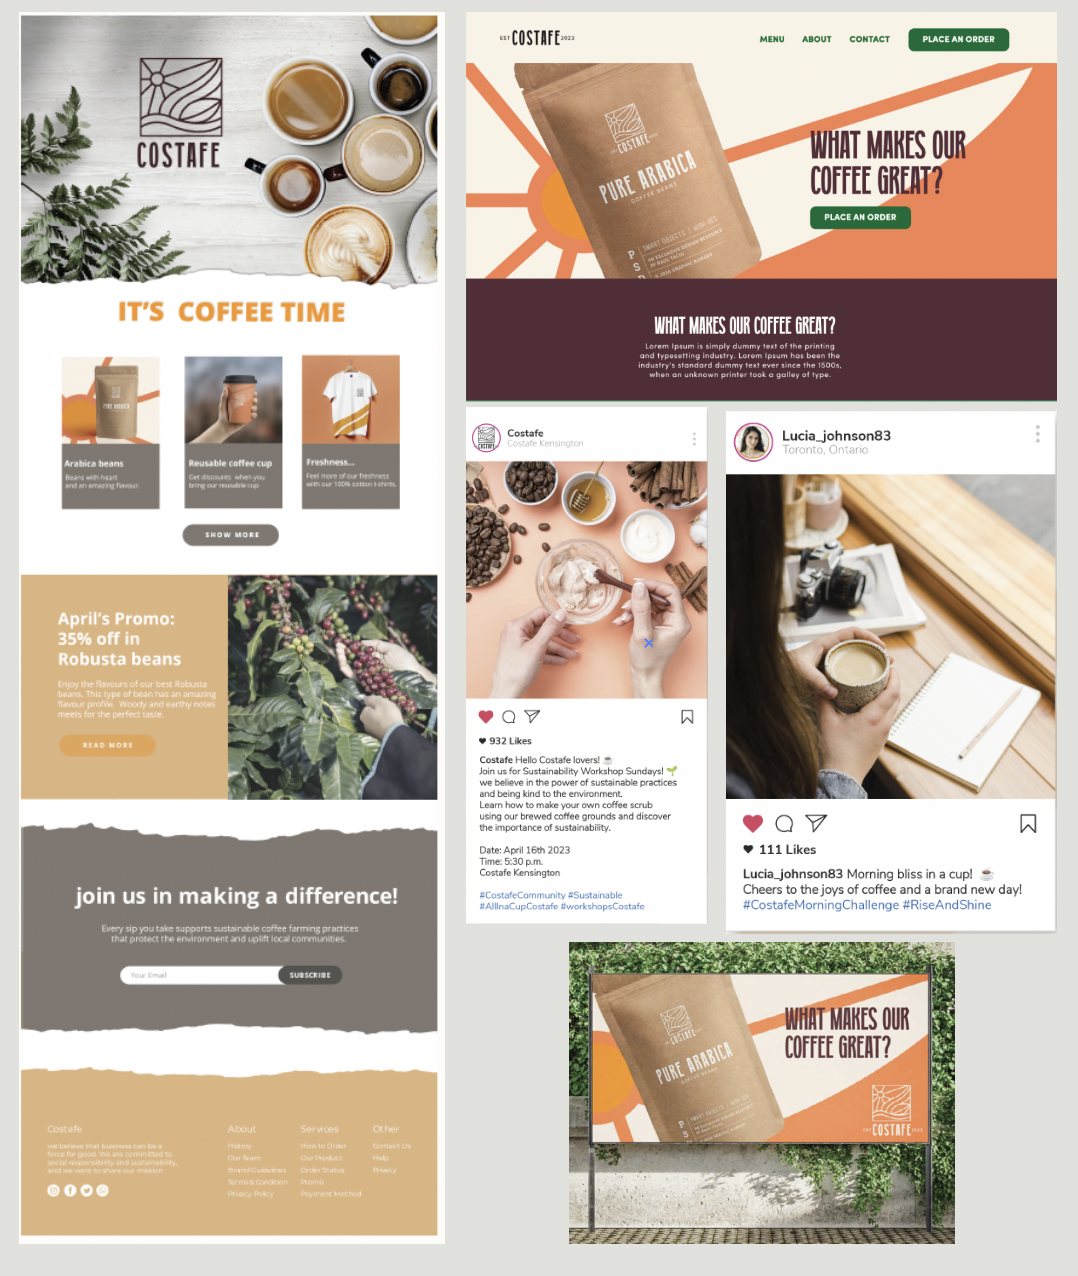 COSTAFE
IT'S COFFEE TIME
PURE ARABICA
Arabica beans
Beans with heart
and an amazing flavour.
Reusable coffee cup
Get discounts when you
bring our reusable cup
Freshness...
Feel more of our freshness
with our 100% cotton t-shirts.
SHOW MORE
April's Promo:
35% off in
Robusta beans
Enjoy the flavours of our best Robusta
beans. This type of bean has an amazing
flavour profile. Woody and earthy notes
meets for the perfect taste.
READ MORE
join us in making a difference!
Every sip you take supports sustainable coffee farming practices
that protect the environment and uplift local communities.
Your Email
SUBSCRIBE
Costafe
we believe that business can be a
force for good. We are committed to
social responsibility and sustainability,
and we want to share our mission
About
History
Our Team
Brand Guidelines
Terms & Condition
Privacy Policy
Services
How to Order
Our Product
Order Status
Promo
Payment Method
Other
Contact Us
Help
Privacy
EST COSTAFE 2023
MENU ABOUT CONTACT PLACE AN ORDER
COSTAFE
PURE ARABICA
COFFEE BEANS
PSD
SMART OBJECTS | HIGH-RES
© 2020 GRAPHIC BURGER
WHAT MAKES OUR
COFFEE GREAT?
PLACE AN ORDER
WHAT MAKES OUR COFFEE GREAT?
Lorem Ipsum is simply dummy text of the printing
and typesetting industry. Lorem Ipsum has been the
industry's standard dummy text ever since the 1500s,
when an unknown printer took a galley of type.
Costafe
Costafe Kensington
932 Likes
Costafe Hello Costafe lovers! ☕
Join us for Sustainability Workshop Sundays! 🌱
we believe in the power of sustainable practices
and being kind to the environment.
Learn how to make your own coffee scrub
using our brewed coffee grounds and discover
the importance of sustainability.
Date: April 16th 2023
Time: 5:30 p.m.
Costafe Kensington
#CostafeCommunity #Sustainable
#AllInaCupCostafe #workshopsCostafe
Lucia_johnson83
Toronto, Ontario
111 Likes
Lucia_johnson83 Morning bliss in a cup! ☕
Cheers to the joys of coffee and a brand new day!
#CostafeMorningChallenge #RiseAndShine
COSTAFE
PURE ARABICA
COFFEE BEANS
WHAT MAKES OUR
COFFEE GREAT?
EST COSTAFE 2023